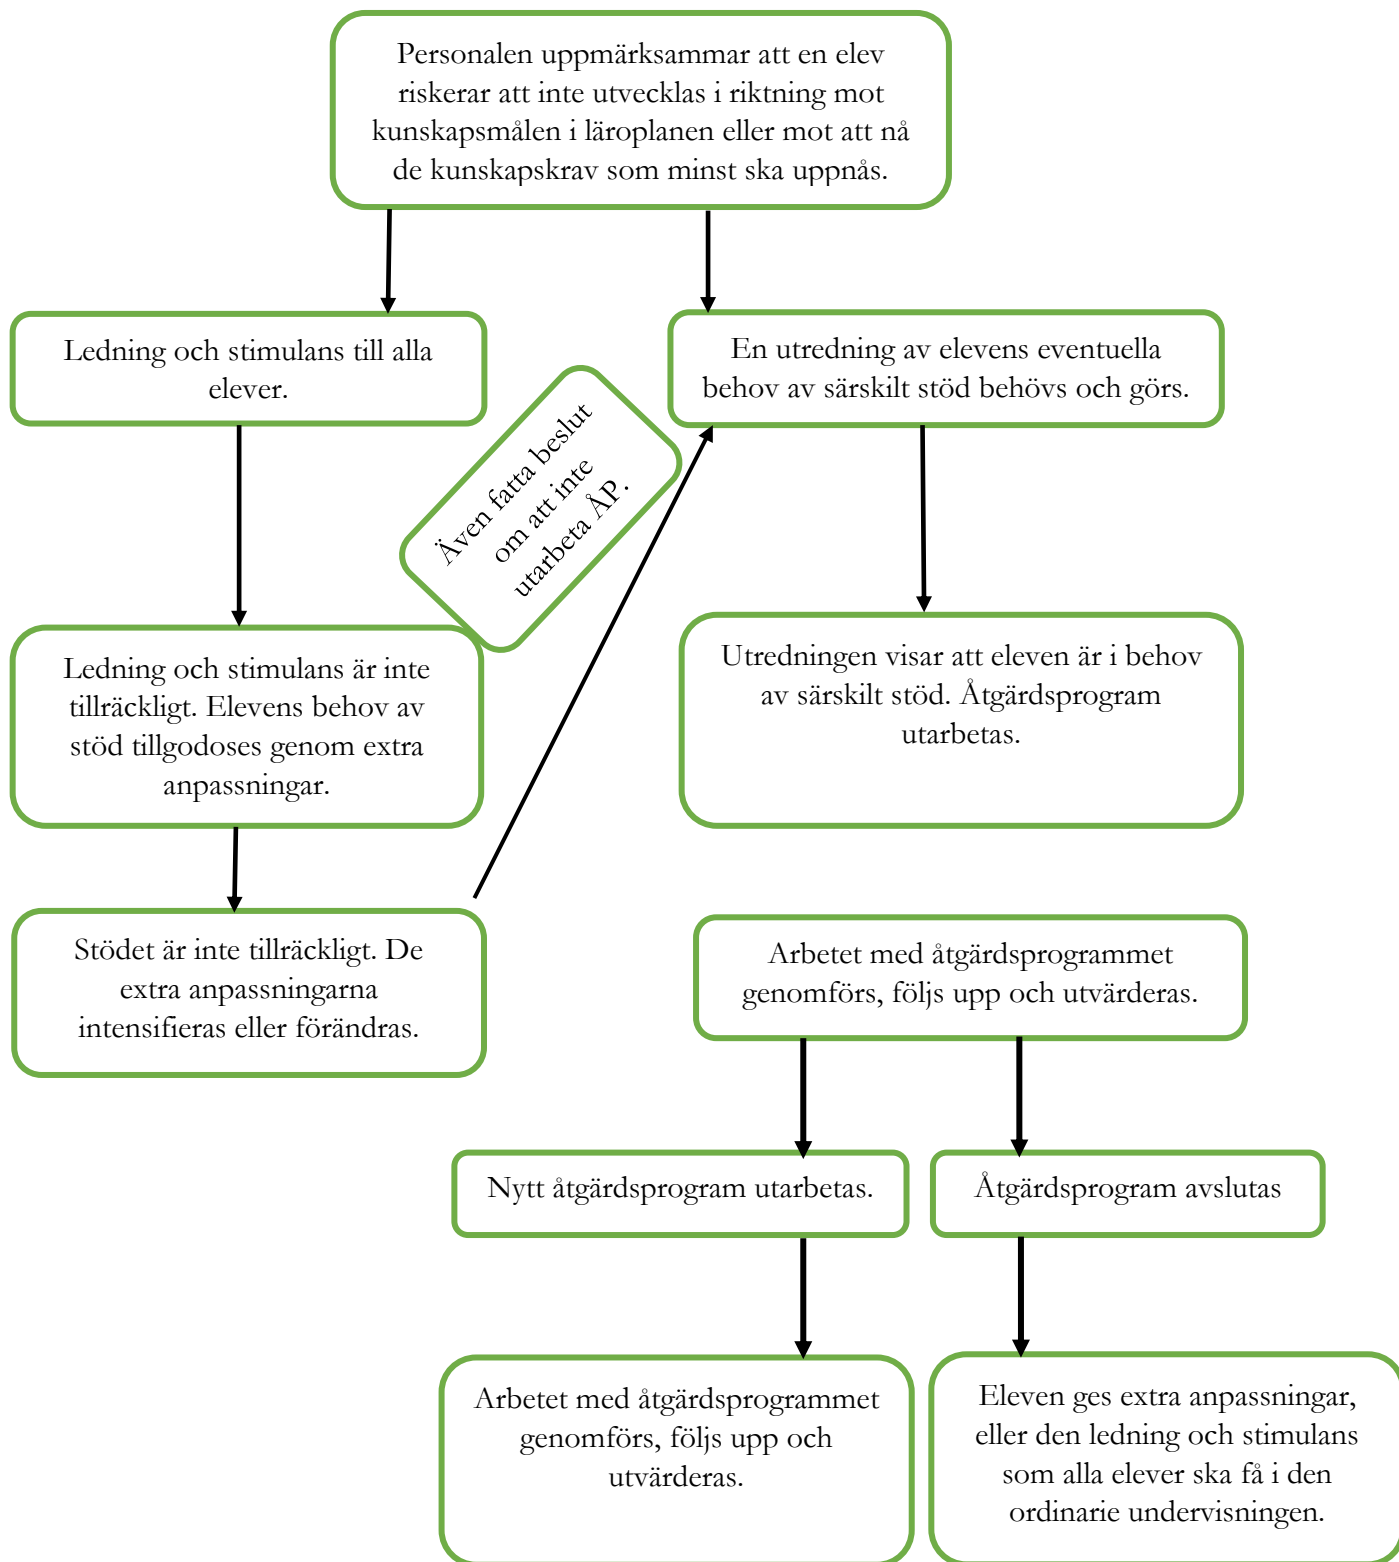 Personalen uppmärksammar att en elev
riskerar att inte utvecklas i riktning mot
kunskapsmålen i läroplanen eller mot att nå
de kunskapskrav som minst ska uppnås.
Ledning och stimulans till alla
elever.
En utredning av elevens eventuella
behov av särskilt stöd behövs och görs.
Även fatta beslut
om att inte
utarbeta ÅP.
Ledning och stimulans är inte
tillräckligt. Elevens behov av
stöd tillgodoses genom extra
anpassningar.
Utredningen visar att eleven är i behov
av särskilt stöd. Åtgärdsprogram
utarbetas.
Stödet är inte tillräckligt. De
extra anpassningarna
intensifieras eller förändras.
Arbetet med åtgärdsprogrammet
genomförs, följs upp och utvärderas.
Nytt åtgärdsprogram utarbetas.
Åtgärdsprogram avslutas
Arbetet med åtgärdsprogrammet
genomförs, följs upp och
utvärderas.
Eleven ges extra anpassningar,
eller den ledning och stimulans
som alla elever ska få i den
ordinarie undervisningen.